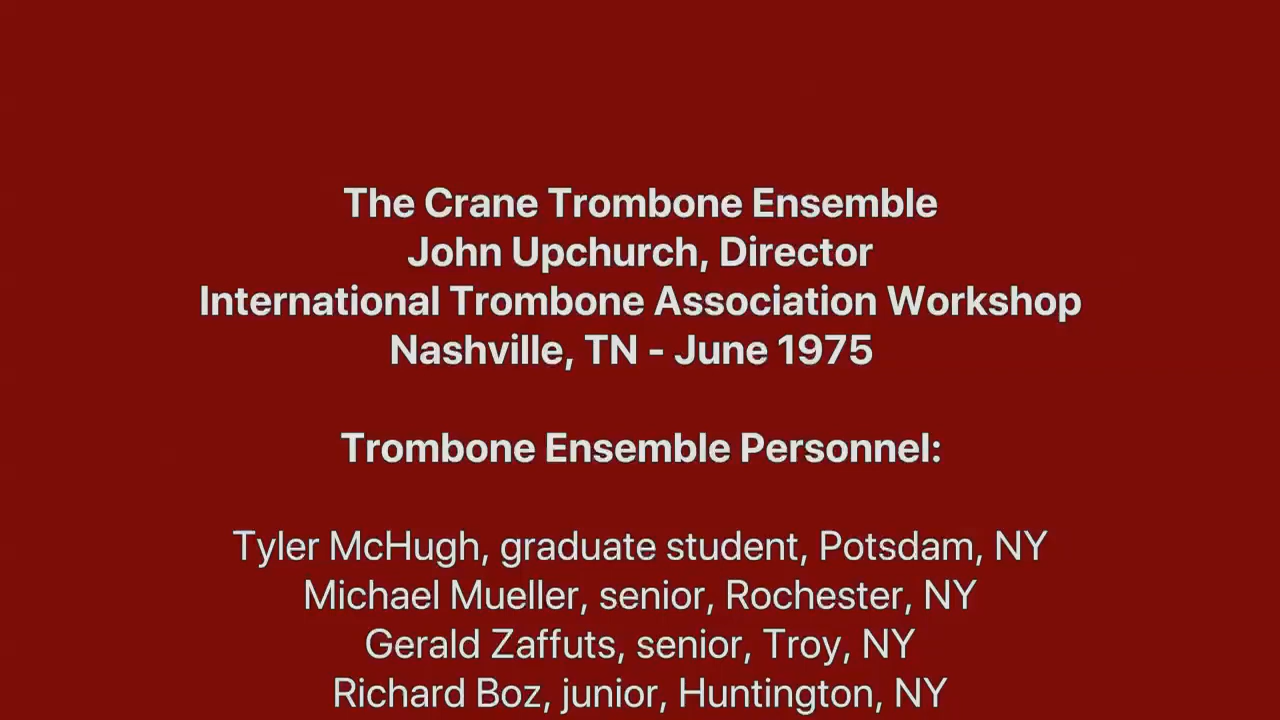 The Crane Trombone Ensemble
John Upchurch, Director
International Trombone Association Workshop
Nashville, TN - June 1975
Trombone Ensemble Personnel:
Tyler McHugh, graduate student, Potsdam, NY
Michael Mueller, senior, Rochester, NY
Gerald Zaffuts, senior, Troy, NY
Richard Boz, junior, Huntington, NY